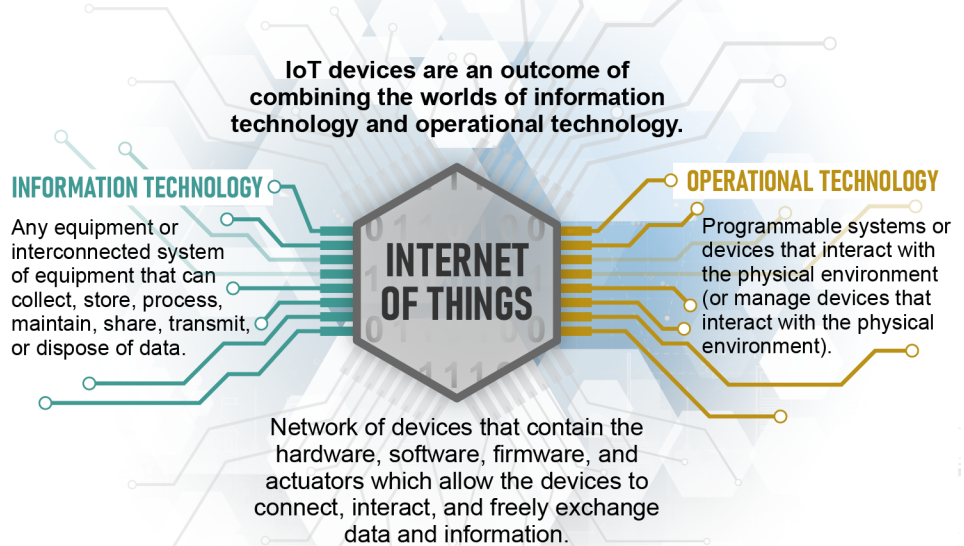 IoT devices are an outcome of
combining the worlds of information
technology and operational technology.
INFORMATION TECHNOLOGY
Any equipment or
interconnected system
of equipment that can
collect, store, process,
maintain, share, transmit,
or dispose of data.
INTERNET
OF THINGS
OPERATIONAL TECHNOLOGY
Programmable systems or
devices that interact with
the physical environment
(or manage devices that
interact with the physical
environment).
Network of devices that contain the
hardware, software, firmware, and
actuators which allow the devices to
connect, interact, and freely exchange
data and information.